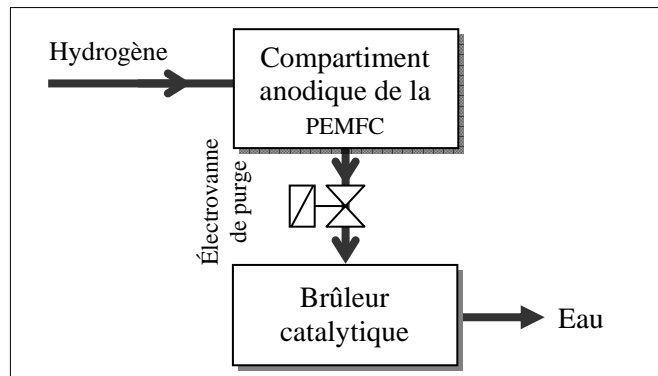 Hydrogène
Compartiment
anodique de la
PEMFC
Électrovanne
de purge
Brûleur
catalytique
Eau